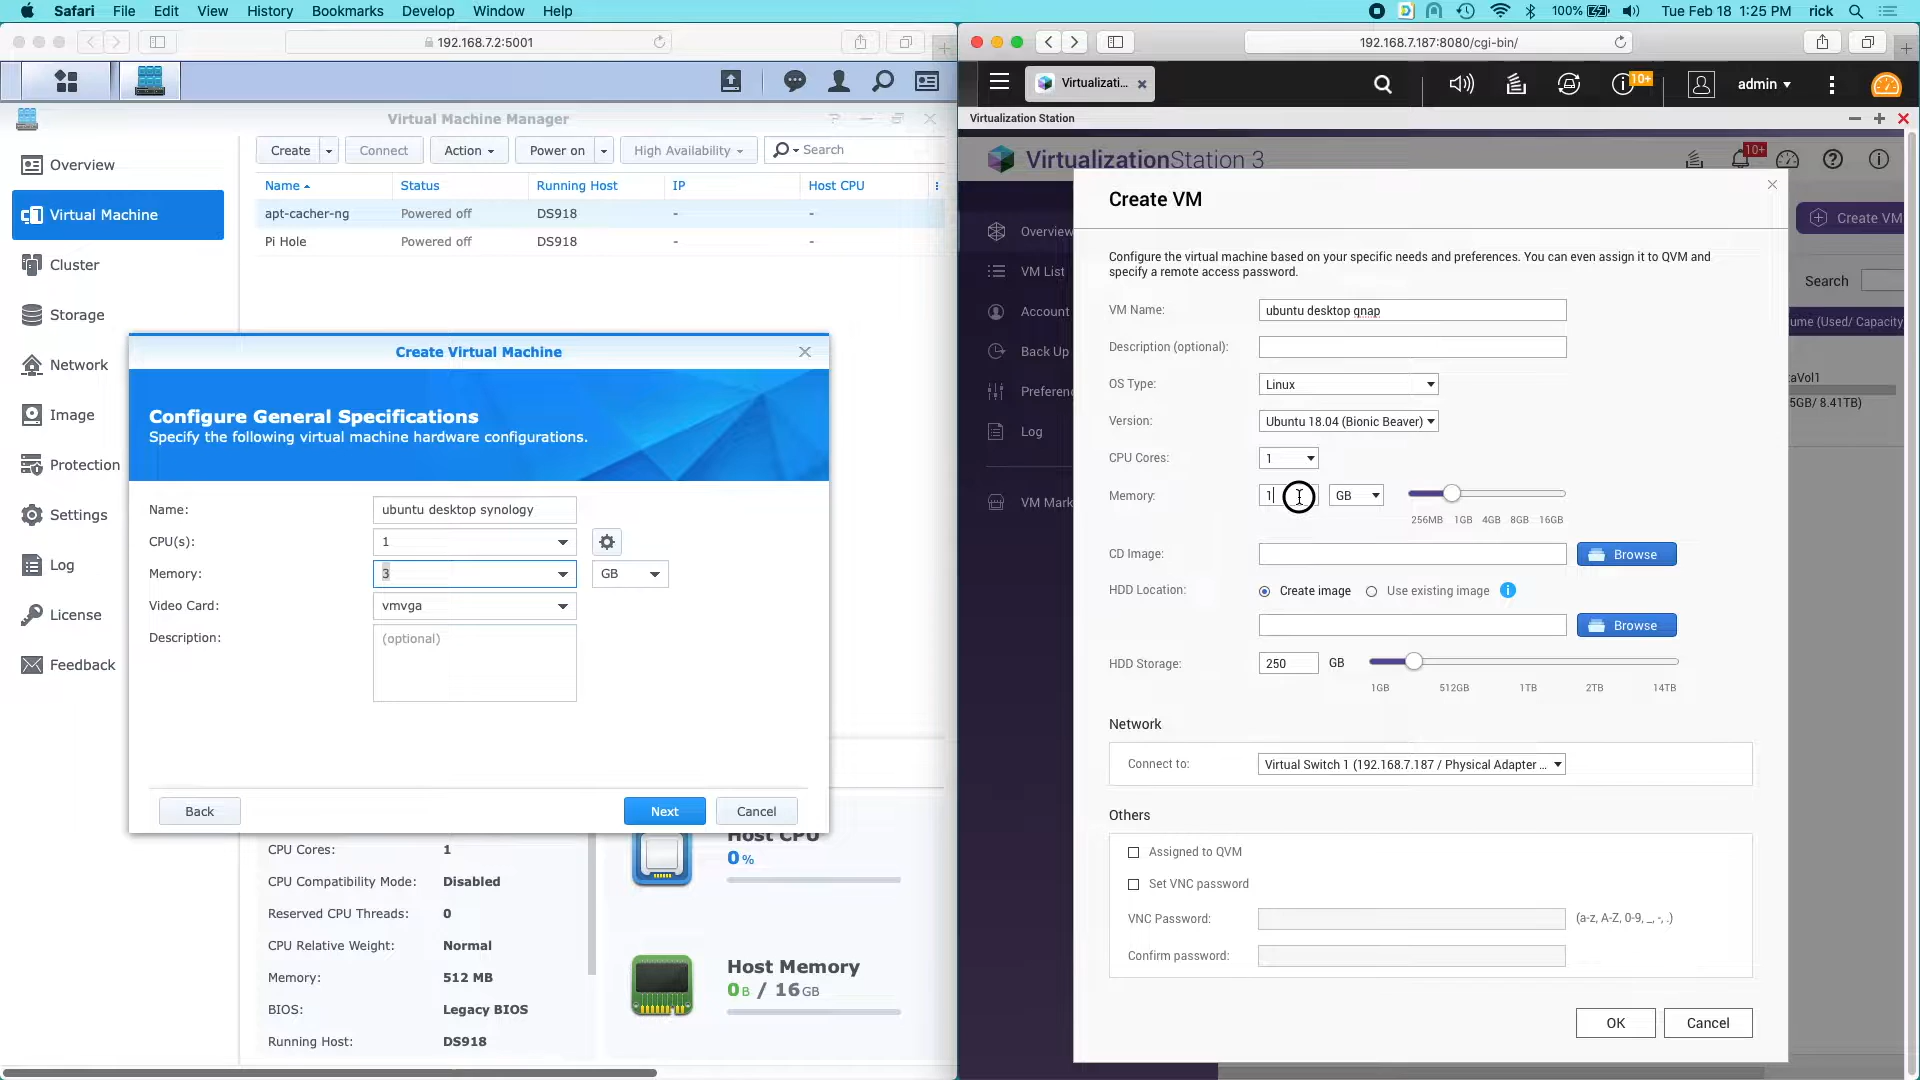 Safari File Edit View History Bookmarks Develop Window Help
100% Tue Feb 18 1:25 PM rick
192.168.7.2:5001
Virtual Machine Manager
Overview
Virtual Machine
Cluster
Storage
Network
Image
Protection
Settings
Log
License
Feedback
Create Connect Action Power on High Availability Search
Name Status Running Host IP Host CPU
apt-cacher-ng Powered off DS918 - -
Pi Hole Powered off DS918 - -
Create Virtual Machine
Configure General Specifications
Specify the following virtual machine hardware configurations.
Name: ubuntu desktop synology
CPU(s): 1
Memory: 3 GB
Video Card: vmvga
Description: (optional)
Back Next Cancel
CPU Cores: 1
CPU Compatibility Mode: Disabled
Reserved CPU Threads: 0
CPU Relative Weight: Normal
Memory: 512 MB
BIOS: Legacy BIOS
Running Host: DS918
Host CPU
0 %
Host Memory
0 B / 16 GB
192.168.7.187:8080/cgi-bin/
Virtualizati... 10+ admin
Virtualization Station
VirtualizationStation 3
10+
Overview
VM List
Account
Back Up
Preferen
Log
VM Mark
Create VM
Search
ume (Used/ Capacity
aVol1
5GB/ 8.41TB)
Create VM
Configure the virtual machine based on your specific needs and preferences. You can even assign it to QVM and
specify a remote access password.
VM Name: ubuntu desktop qnap
Description (optional):
OS Type: Linux
Version: Ubuntu 18.04 (Bionic Beaver)
CPU Cores: 1
Memory: 1 GB
256MB 1GB 4GB 8GB 16GB
CD Image: Browse
HDD Location: Create image Use existing image
Browse
HDD Storage: 250 GB
1GB 512GB 1TB 2TB 14TB
Network
Connect to: Virtual Switch 1 (192.168.7.187 / Physical Adapter ...
Others
Assigned to QVM
Set VNC password
VNC Password: (a-z, A-Z, 0-9, _, -, .)
Confirm password:
OK Cancel